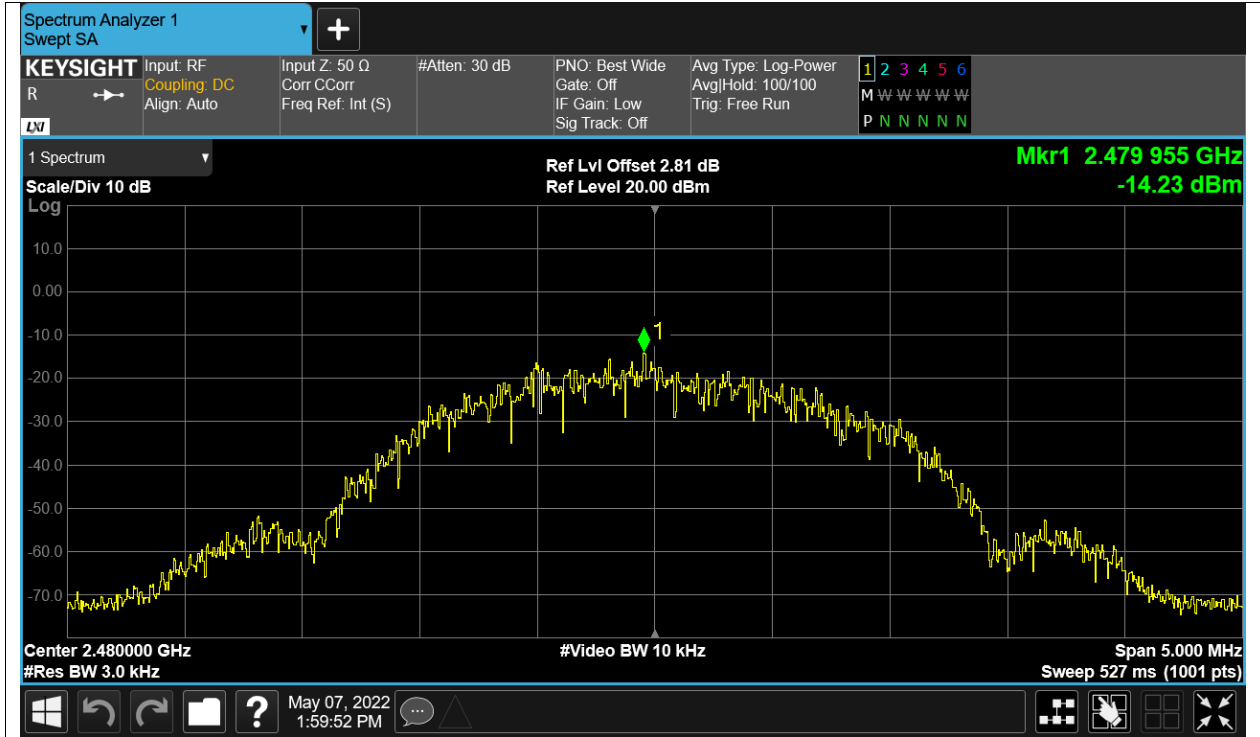 Spectrum Analyzer 1
Swept SA
+
KEYSIGHT
R
LXI
Input: RF
Coupling: DC
Align: Auto
Input Z: 50 Ω
Corr CCorr
Freq Ref: Int (S)
#Atten: 30 dB
PNO: Best Wide
Gate: Off
IF Gain: Low
Sig Track: Off
Avg Type: Log-Power
Avg|Hold: 100/100
Trig: Free Run
1 2 3 4 5 6
M W W W W W W
P N N N N N N
1 Spectrum
Scale/Div 10 dB
Log
Ref Lvl Offset 2.81 dB
Ref Level 20.00 dBm
Mkr1 2.479 955 GHz
-14.23 dBm
10.0
0.00
-10.0
-20.0
-30.0
-40.0
-50.0
-60.0
-70.0
1
Center 2.480000 GHz
#Res BW 3.0 kHz
#Video BW 10 kHz
Span 5.000 MHz
Sweep 527 ms (1001 pts)
?
May 07, 2022
1:59:52 PM